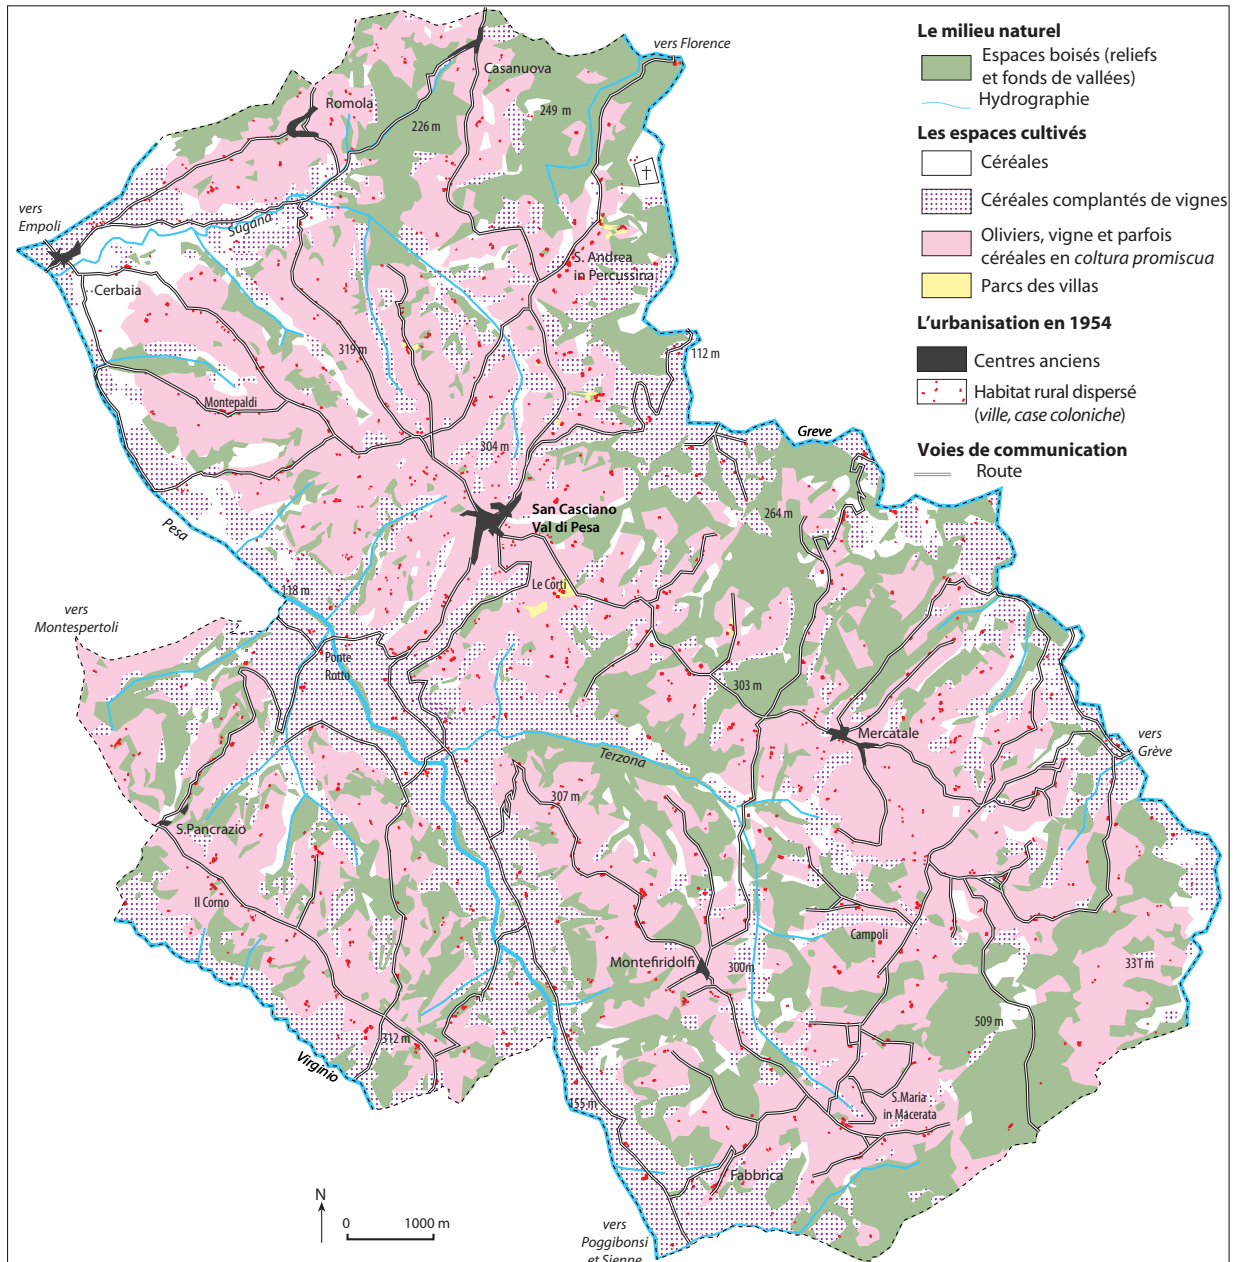 Le milieu naturel
Espaces boisés (reliefs
et fonds de vallées)
Hydrographie
Les espaces cultivés
Céréales
Céréales complantés de vignes
Oliviers, vigne et parfois
céréales en coltura promiscua
Parcs des villas
L'urbanisation en 1954
Centres anciens
Habitat rural dispersé
(ville, case coloniche)
Voies de communication
Route
vers Florence
Casanuova
Romola
249 m
226 m
vers
Empoli
Sugana
S. Andrea
in Percussina
Cerbaia
319 m
112 m
Montepaldi
Greve
304 m
San Casciano
Val di Pesa
264 m
Pesa
Le Corti
118 m
vers
Montespertoli
Ponte
Rotto
303 m
Mercatale
vers
Grève
Terzona
307 m
S.Pancrazio
Il Corno
Campoli
Montefiridolfi
300m
331 m
509 m
312 m
Virginio
155 m
S.Maria
in Macerata
Fabbrica
N
0
1000 m
vers
Poggibonsi
et Sienne